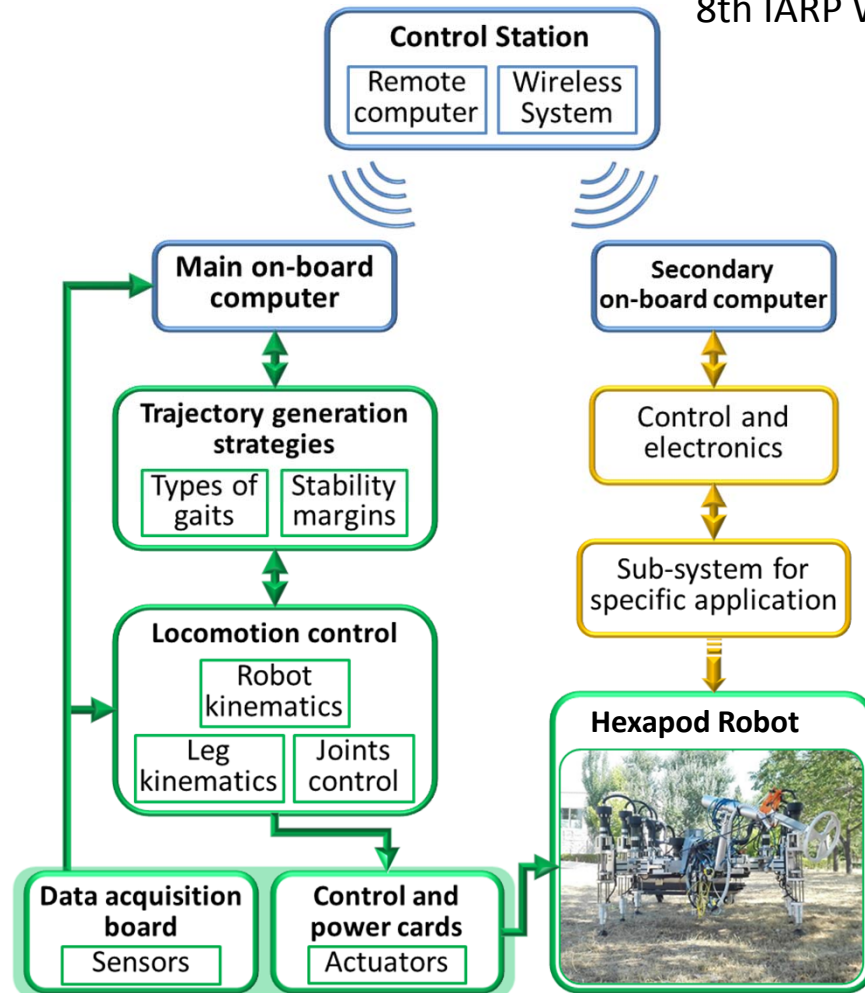 8th IARP
Control Station
Remote
computer
Wireless
System
Main on-board
computer
Secondary
on-board computer
Trajectory generation
strategies
Types of
gaits
Stability
margins
Control and
electronics
Sub-system for
specific application
Locomotion control
Robot
kinematics
Leg
kinematics
Joints
control
Hexapod Robot
Data acquisition
board
Sensors
Control and
power cards
Actuators